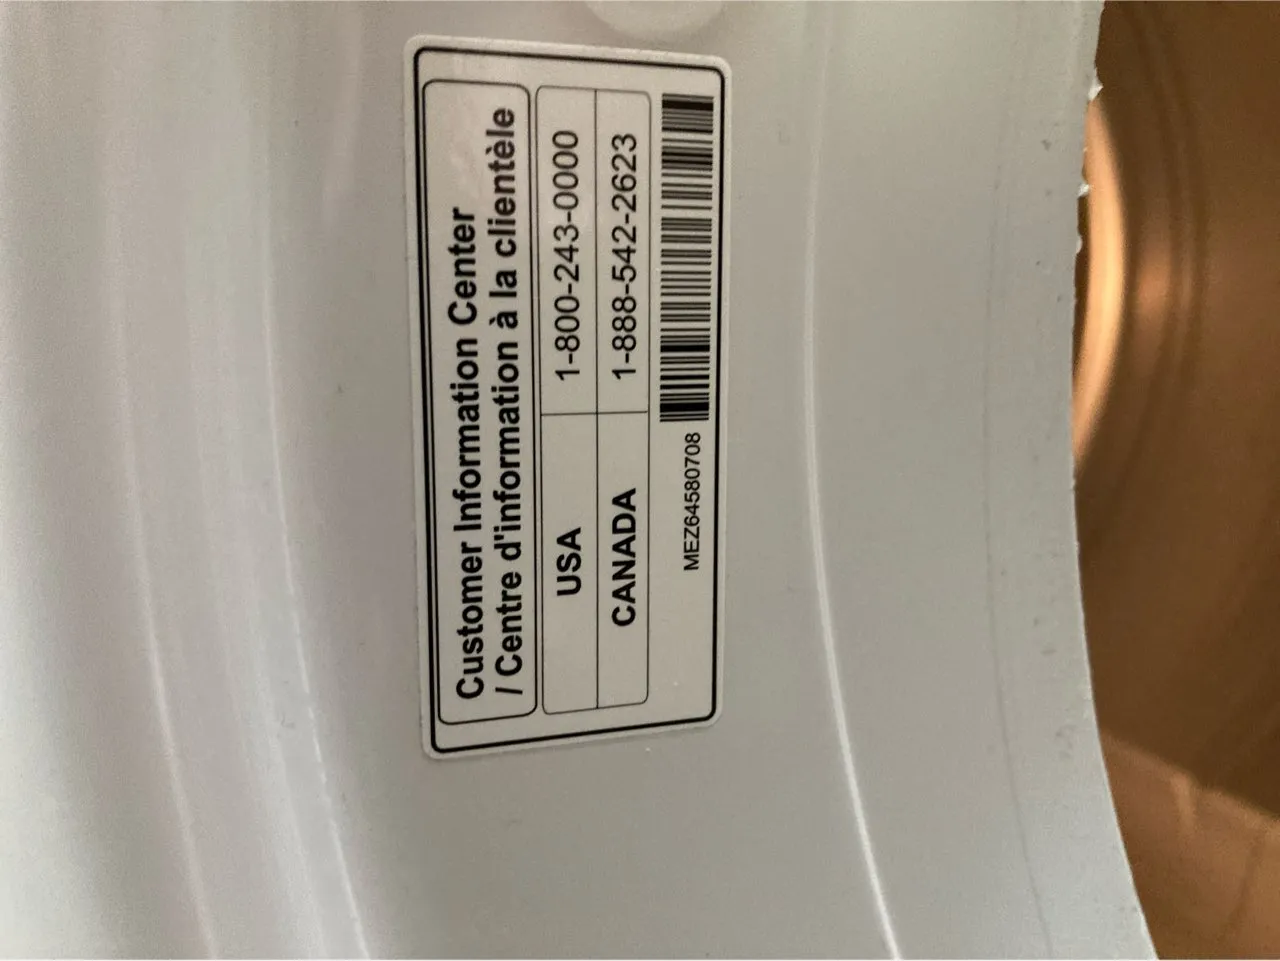 Customer Information Center
/ Centre d'information à la clientèle
USA 1-800-243-0000
CANADA 1-888-542-2623
MEZ64580708